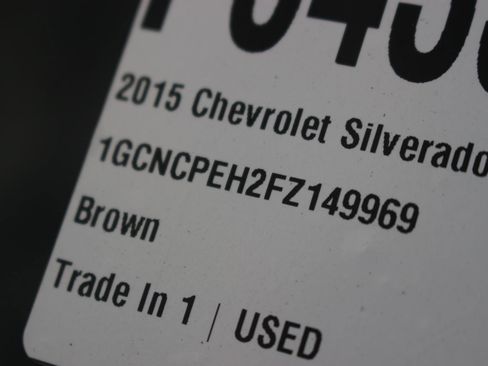 2015 Chevrolet Silverado
1GCNCPEH2FZ149969
Brown
Trade In 1 | USED